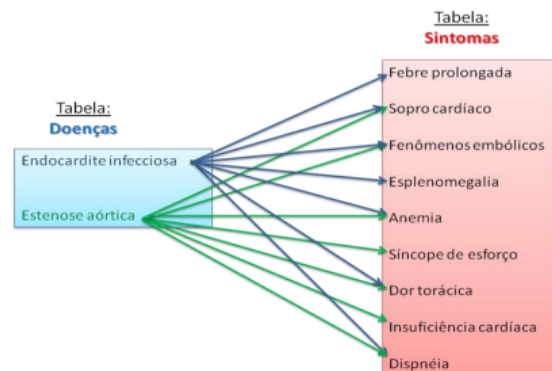 Tabela:
Doenças
Endocardite infecciosa
Estenose aórtica
Tabela:
Sintomas
Febre prolongada
Sopro cardíaco
Fenômenos embólicos
Esplenomegalia
Anemia
Síncope de esforço
Dor torácica
Insuficiência cardíaca
Dispnéia